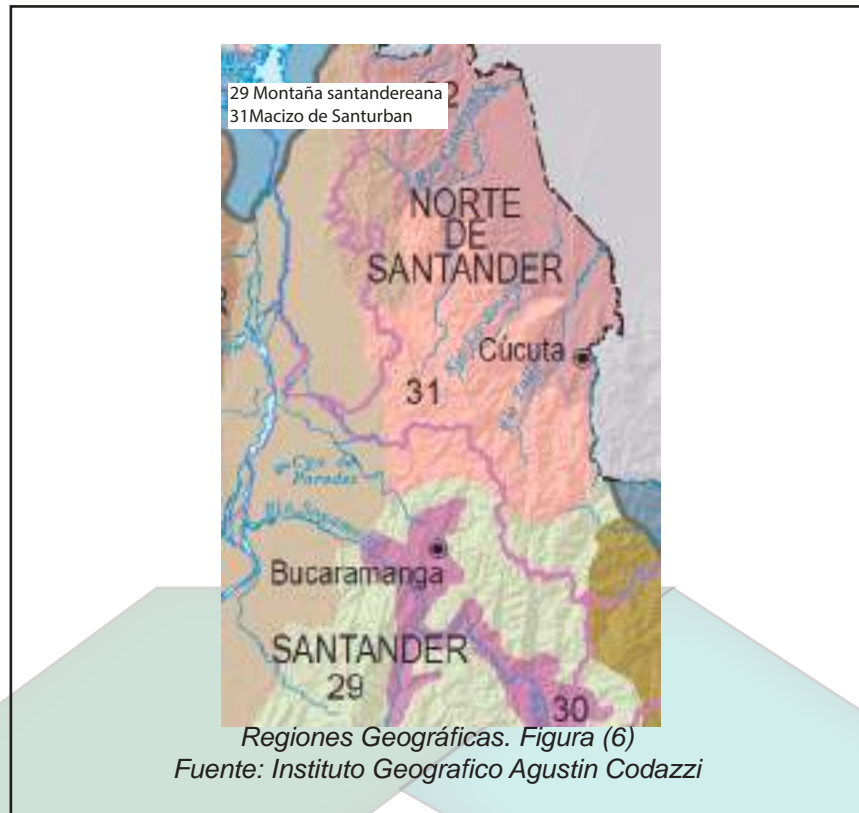 29 Montaña santandereana
31Macizo de Santurban
NORTE
DE
SANTANDER
Cúcuta
31
Bucaramanga
SANTANDER
29
30
Regiones Geográficas. Figura (6)
Fuente: Instituto Geografico Agustin Codazzi